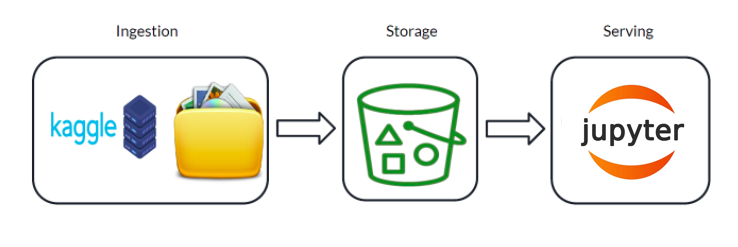 Ingestion
Storage
Serving
kaggle
jupyter